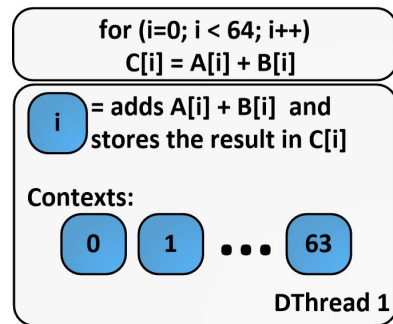 for (i=0; i < 64; i++)
C[i] = A[i] + B[i]
i = adds A[i] + B[i] and
stores the result in C[i]
Contexts:
0 1 ... 63
DThread 1